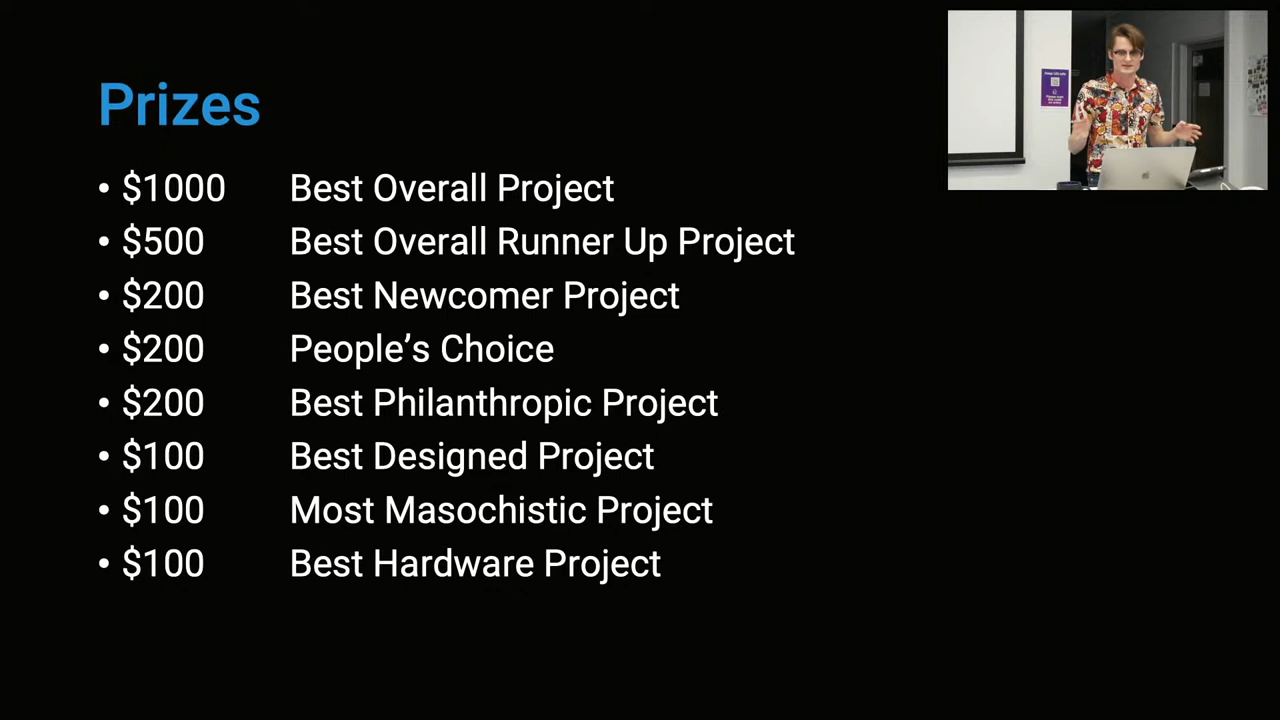 Prizes
• $1000 Best Overall Project
• $500 Best Overall Runner Up Project
• $200 Best Newcomer Project
• $200 People’s Choice
• $200 Best Philanthropic Project
• $100 Best Designed Project
• $100 Most Masochistic Project
• $100 Best Hardware Project